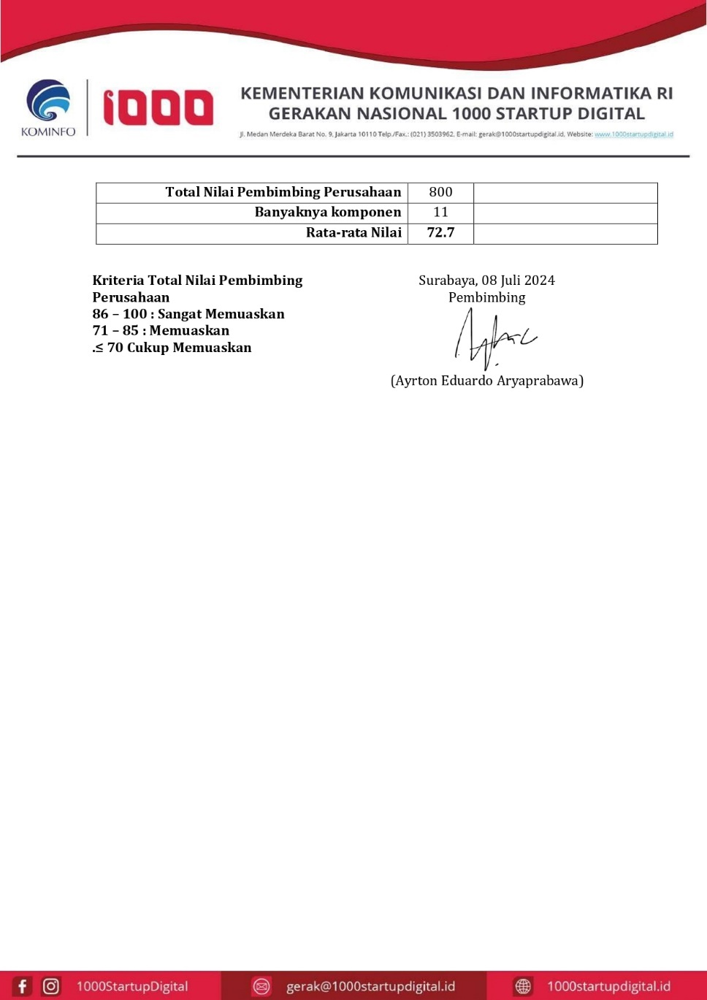 KEMENTERIAN KOMUNIKASI DAN INFORMATIKA RI
GERAKAN NASIONAL 1000 STARTUP DIGITAL
KOMINFO
1000
Jl. Medan Merdeka Barat No. 9, Jakarta 10110 Telp./Fax.: (021) 3503962, E-mail: gerak@1000startupdigital.id, Website: www.1000startupdigital.id
Total Nilai Pembimbing Perusahaan 800
Banyaknya komponen 11
Rata-rata Nilai 72.7
Kriteria Total Nilai Pembimbing
Perusahaan
86 – 100 : Sangat Memuaskan
71 – 85 : Memuaskan
.≤ 70 Cukup Memuaskan
Surabaya, 08 Juli 2024
Pembimbing
(Ayrton Eduardo Aryaprabawa)
1000StartupDigital
gerak@1000startupdigital.id
1000startupdigital.id